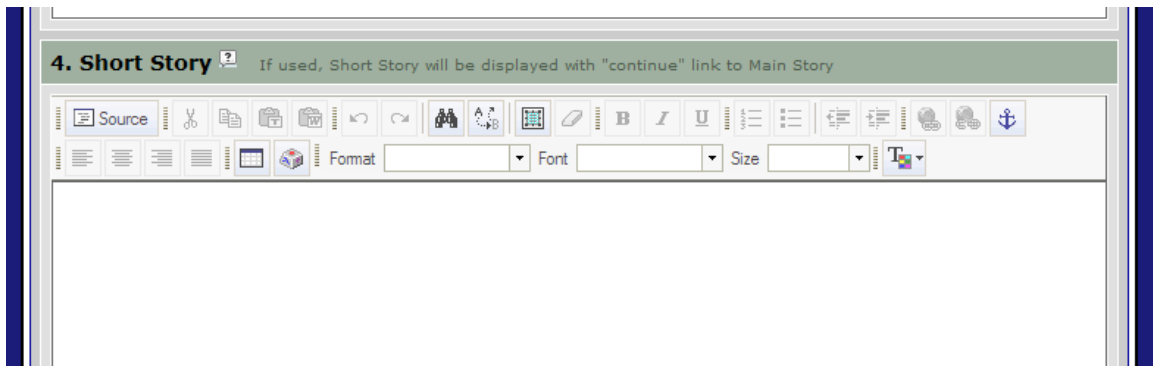 4. Short Story ? If used, Short Story will be displayed with "continue" link to Main Story
Source B I U
Format Font Size